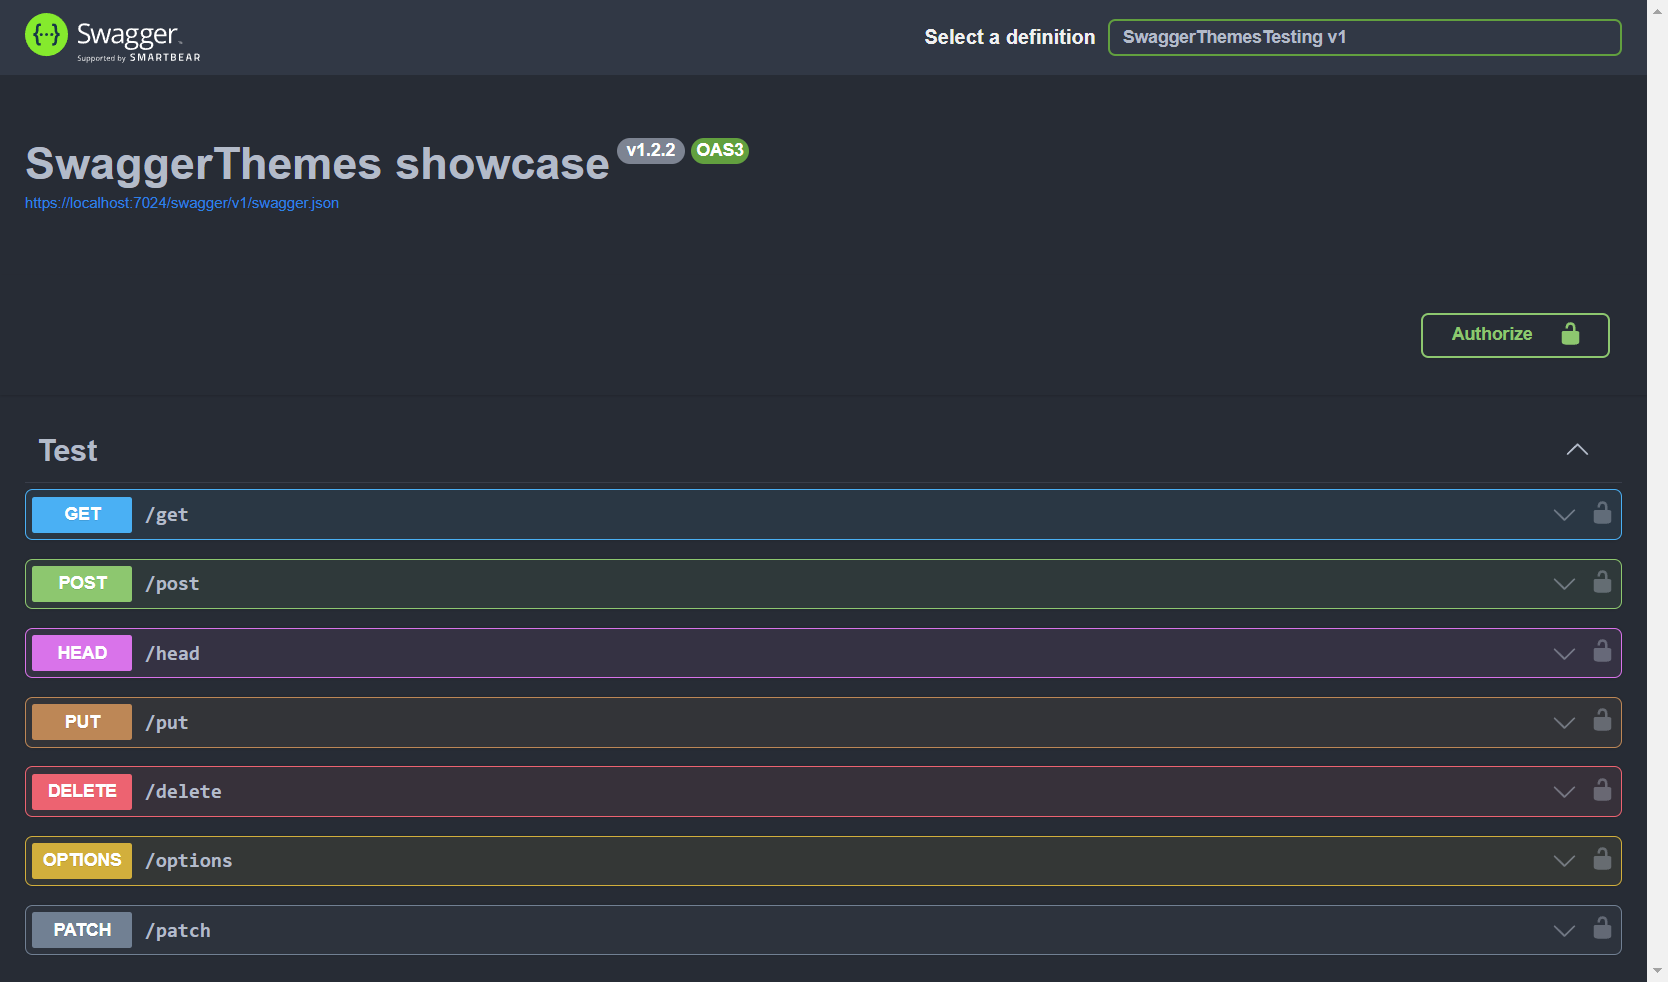 Swagger
Supported by SMARTBEAR
Select a definition
SwaggerThemesTesting v1
SwaggerThemes showcase v1.2.2 OAS3
https://localhost:7024/swagger/v1/swagger.json
Authorize
Test
GET /get
POST /post
HEAD /head
PUT /put
DELETE /delete
OPTIONS /options
PATCH /patch